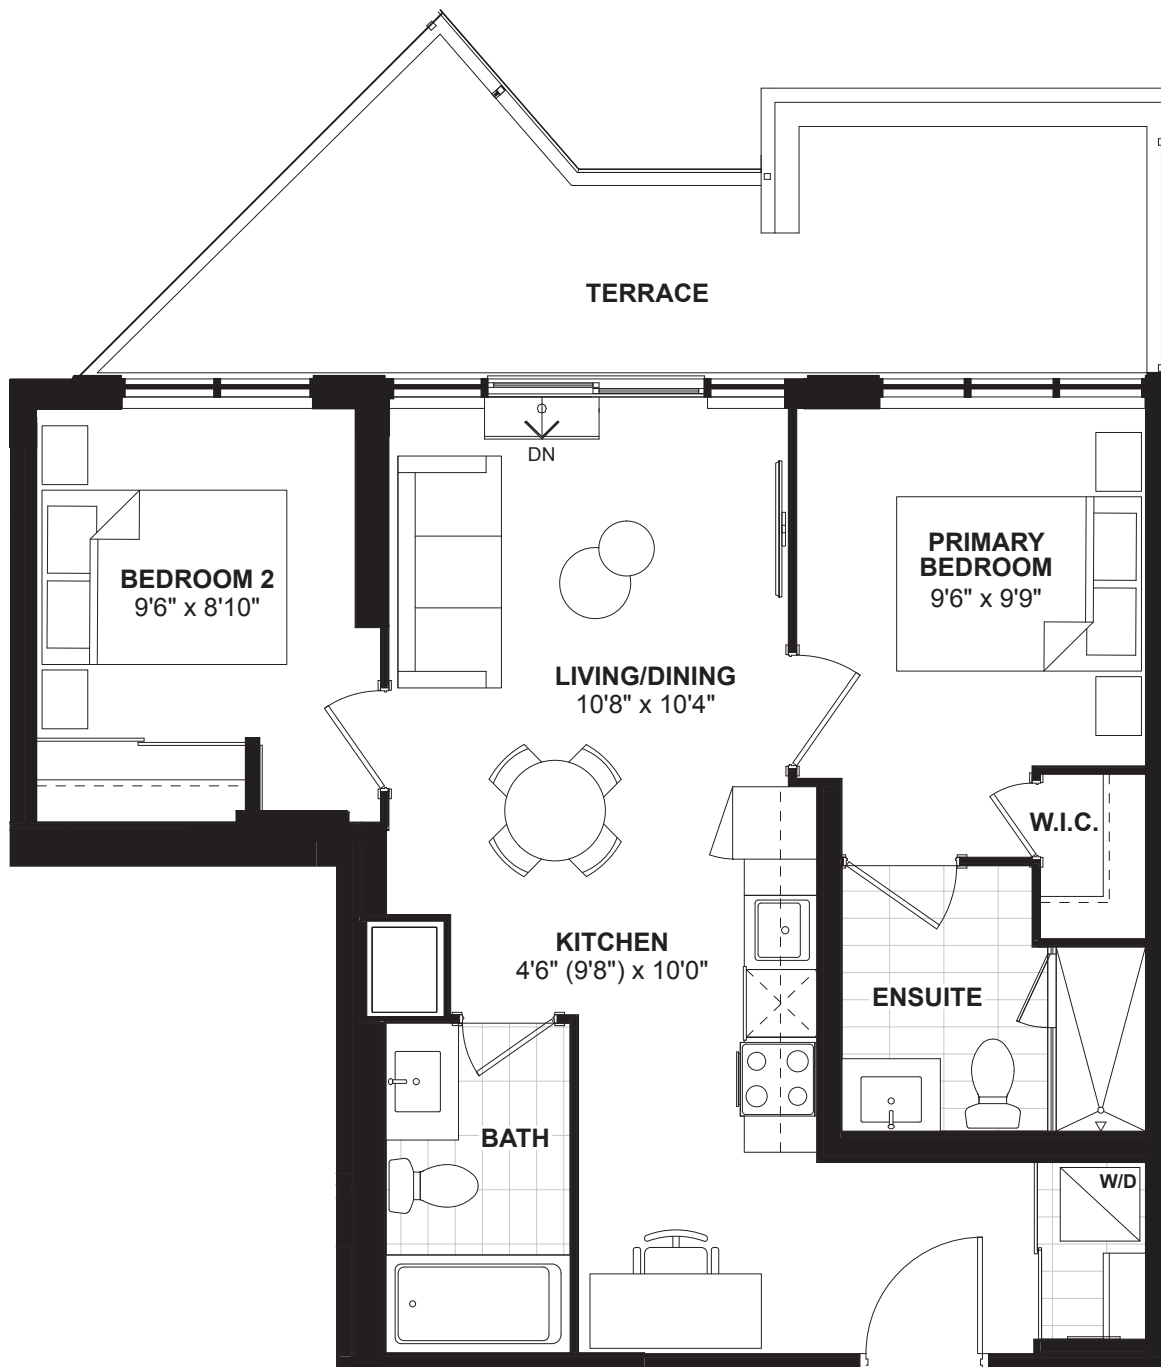 TERRACE
DN
BEDROOM 2
9'6" x 8'10"
PRIMARY
BEDROOM
9'6" x 9'9"
LIVING/DINING
10'8" x 10'4"
W.I.C.
KITCHEN
4'6" (9'8") x 10'0"
ENSUITE
BATH
W/D